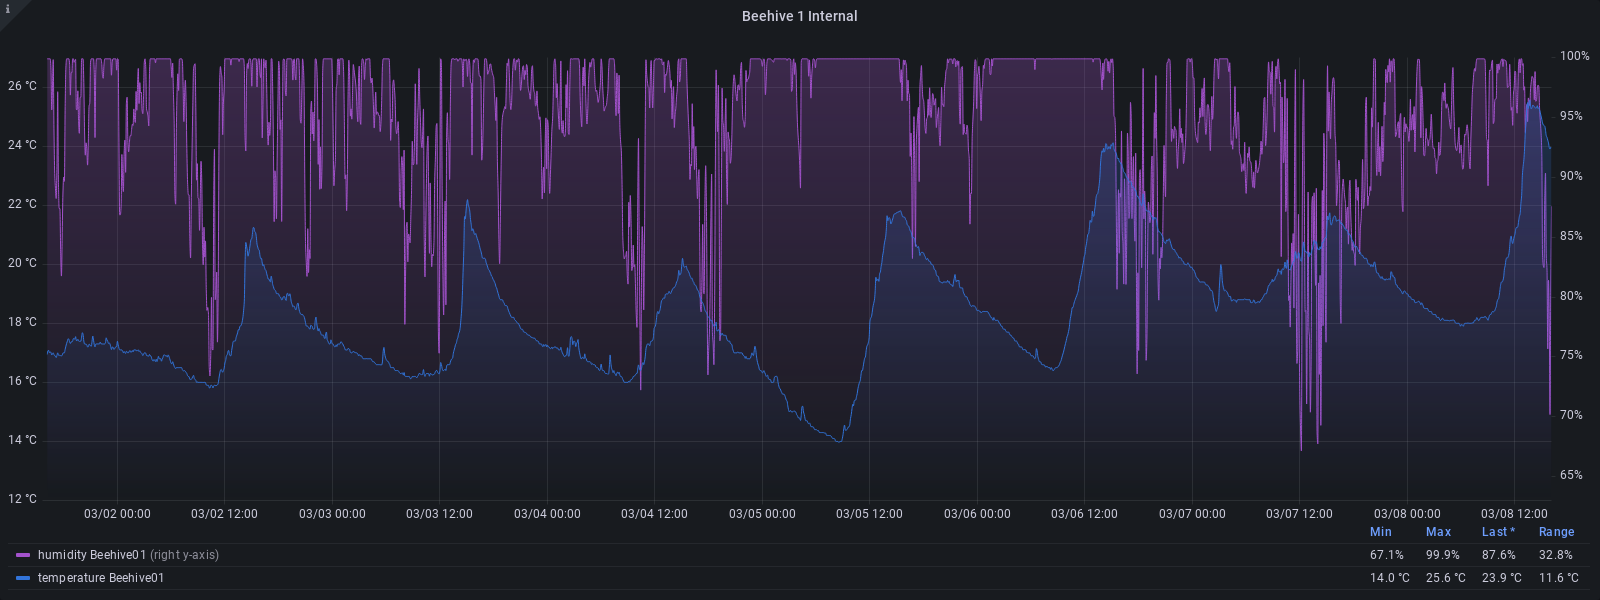 i
Beehive 1 Internal
26 °C
24 °C
22 °C
20 °C
18 °C
16 °C
14 °C
12 °C
100%
95%
90%
85%
80%
75%
70%
65%
03/02 00:00 03/02 12:00 03/03 00:00 03/03 12:00 03/04 00:00 03/04 12:00 03/05 00:00 03/05 12:00 03/06 00:00 03/06 12:00 03/07 00:00 03/07 12:00 03/08 00:00 03/08 12:00
Min Max Last * Range
humidity Beehive01 (right y-axis) 67.1% 99.9% 87.6% 32.8%
temperature Beehive01 14.0 °C 25.6 °C 23.9 °C 11.6 °C